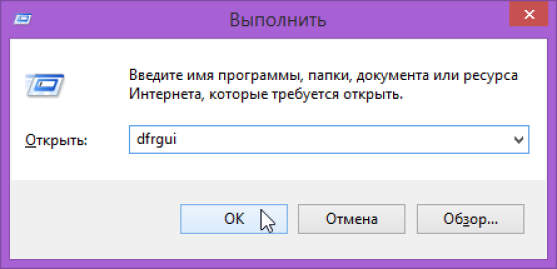 Выполнить
Введите имя программы, папки, документа или ресурса
Интернета, которые требуется открыть.
Открыть: dfrgui
OK Отмена Обзор...